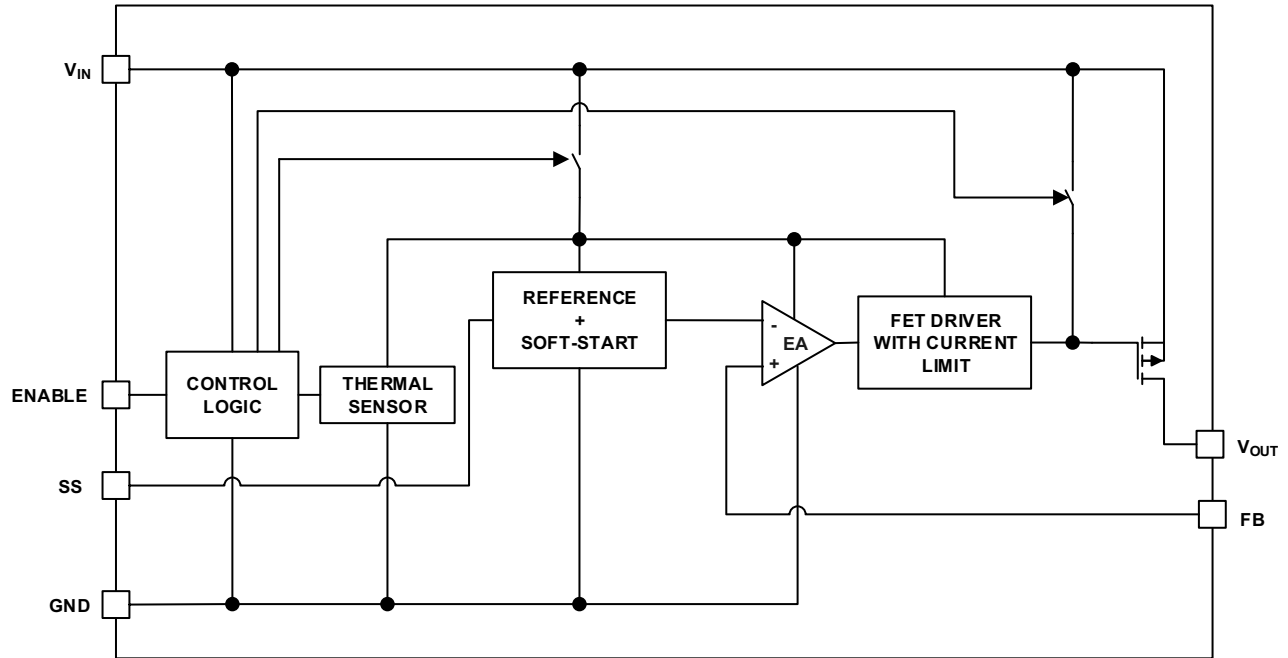 VIN
REFERENCE
+
SOFT-START
-
EA
+
FET DRIVER
WITH CURRENT
LIMIT
ENABLE
CONTROL
LOGIC
THERMAL
SENSOR
VOUT
SS
FB
GND